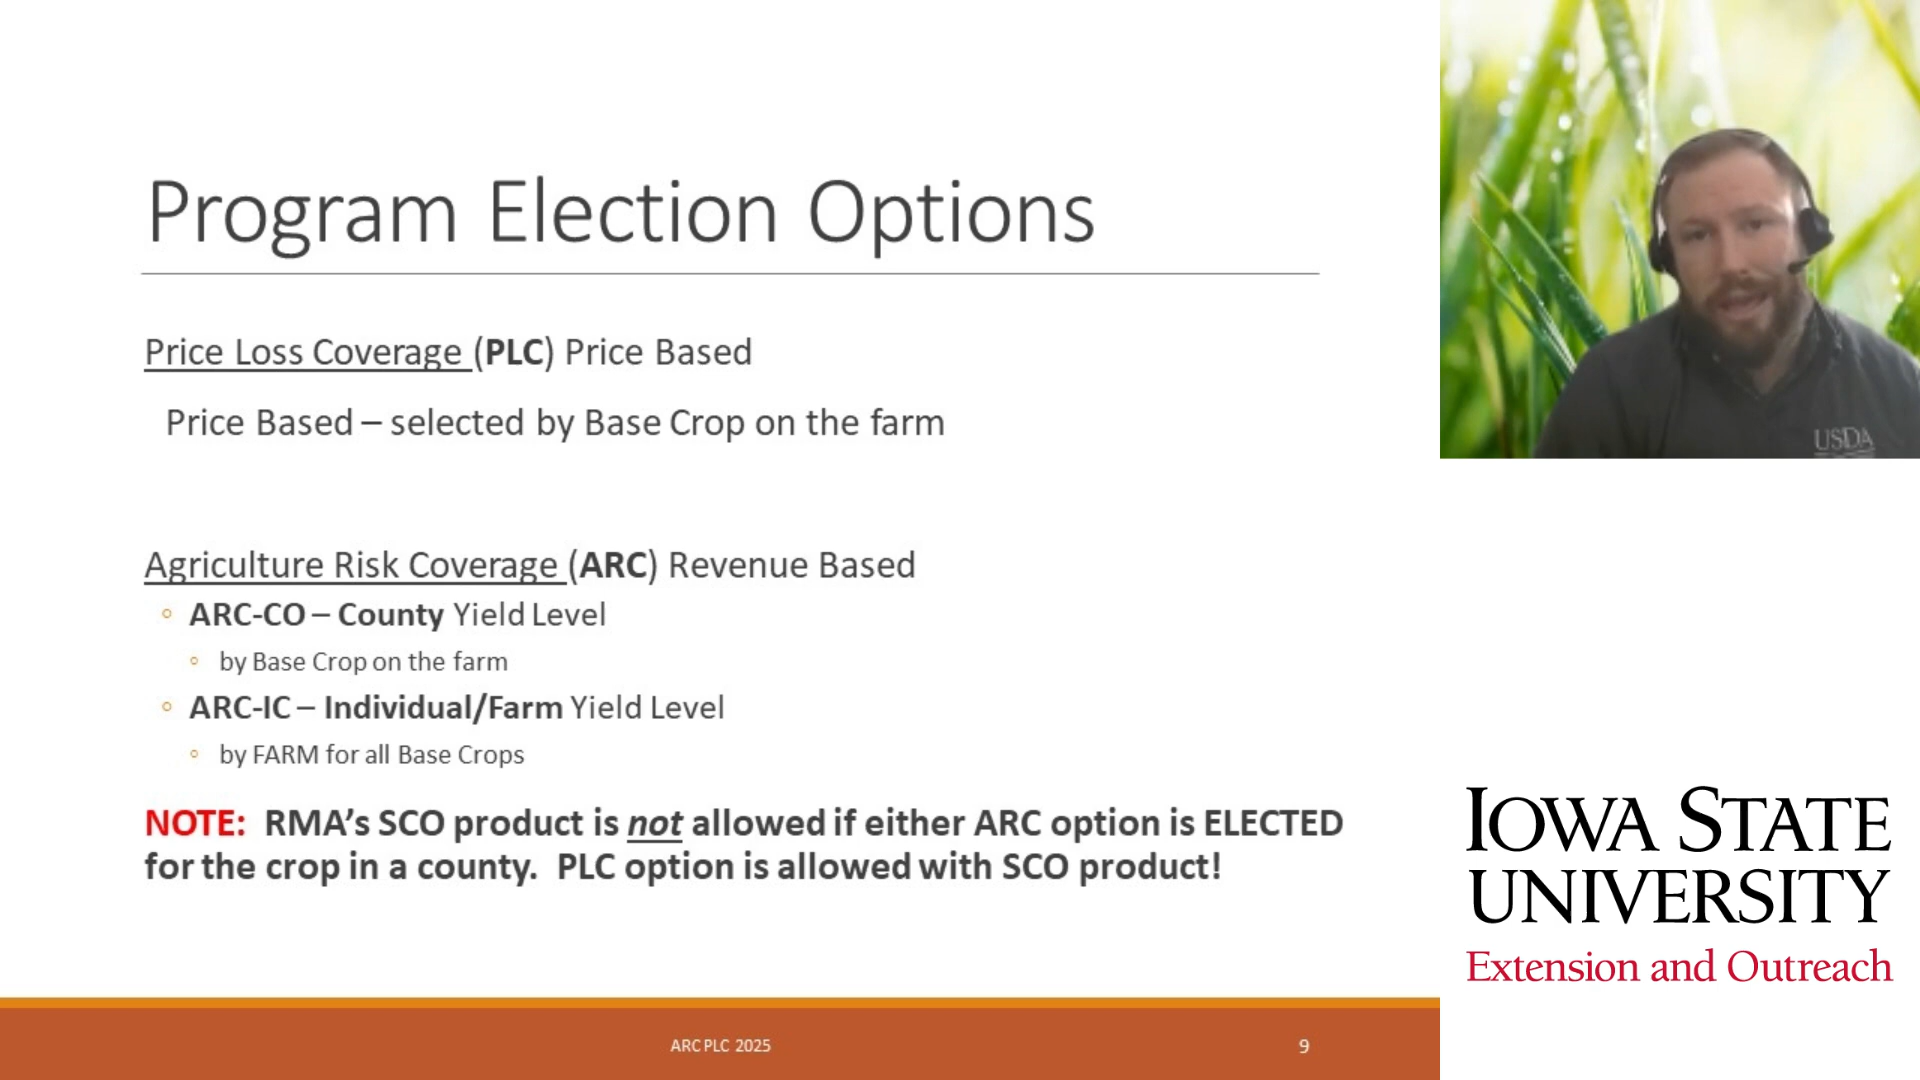 Program Election Options
Price Loss Coverage (PLC) Price Based
Price Based – selected by Base Crop on the farm
Agriculture Risk Coverage (ARC) Revenue Based
◦ ARC-CO – County Yield Level
◦ by Base Crop on the farm
◦ ARC-IC – Individual/Farm Yield Level
◦ by FARM for all Base Crops
NOTE: RMA’s SCO product is not allowed if either ARC option is ELECTED
for the crop in a county. PLC option is allowed with SCO product!
ARC PLC 2025
9
USDA
IOWA STATE
UNIVERSITY
Extension and Outreach